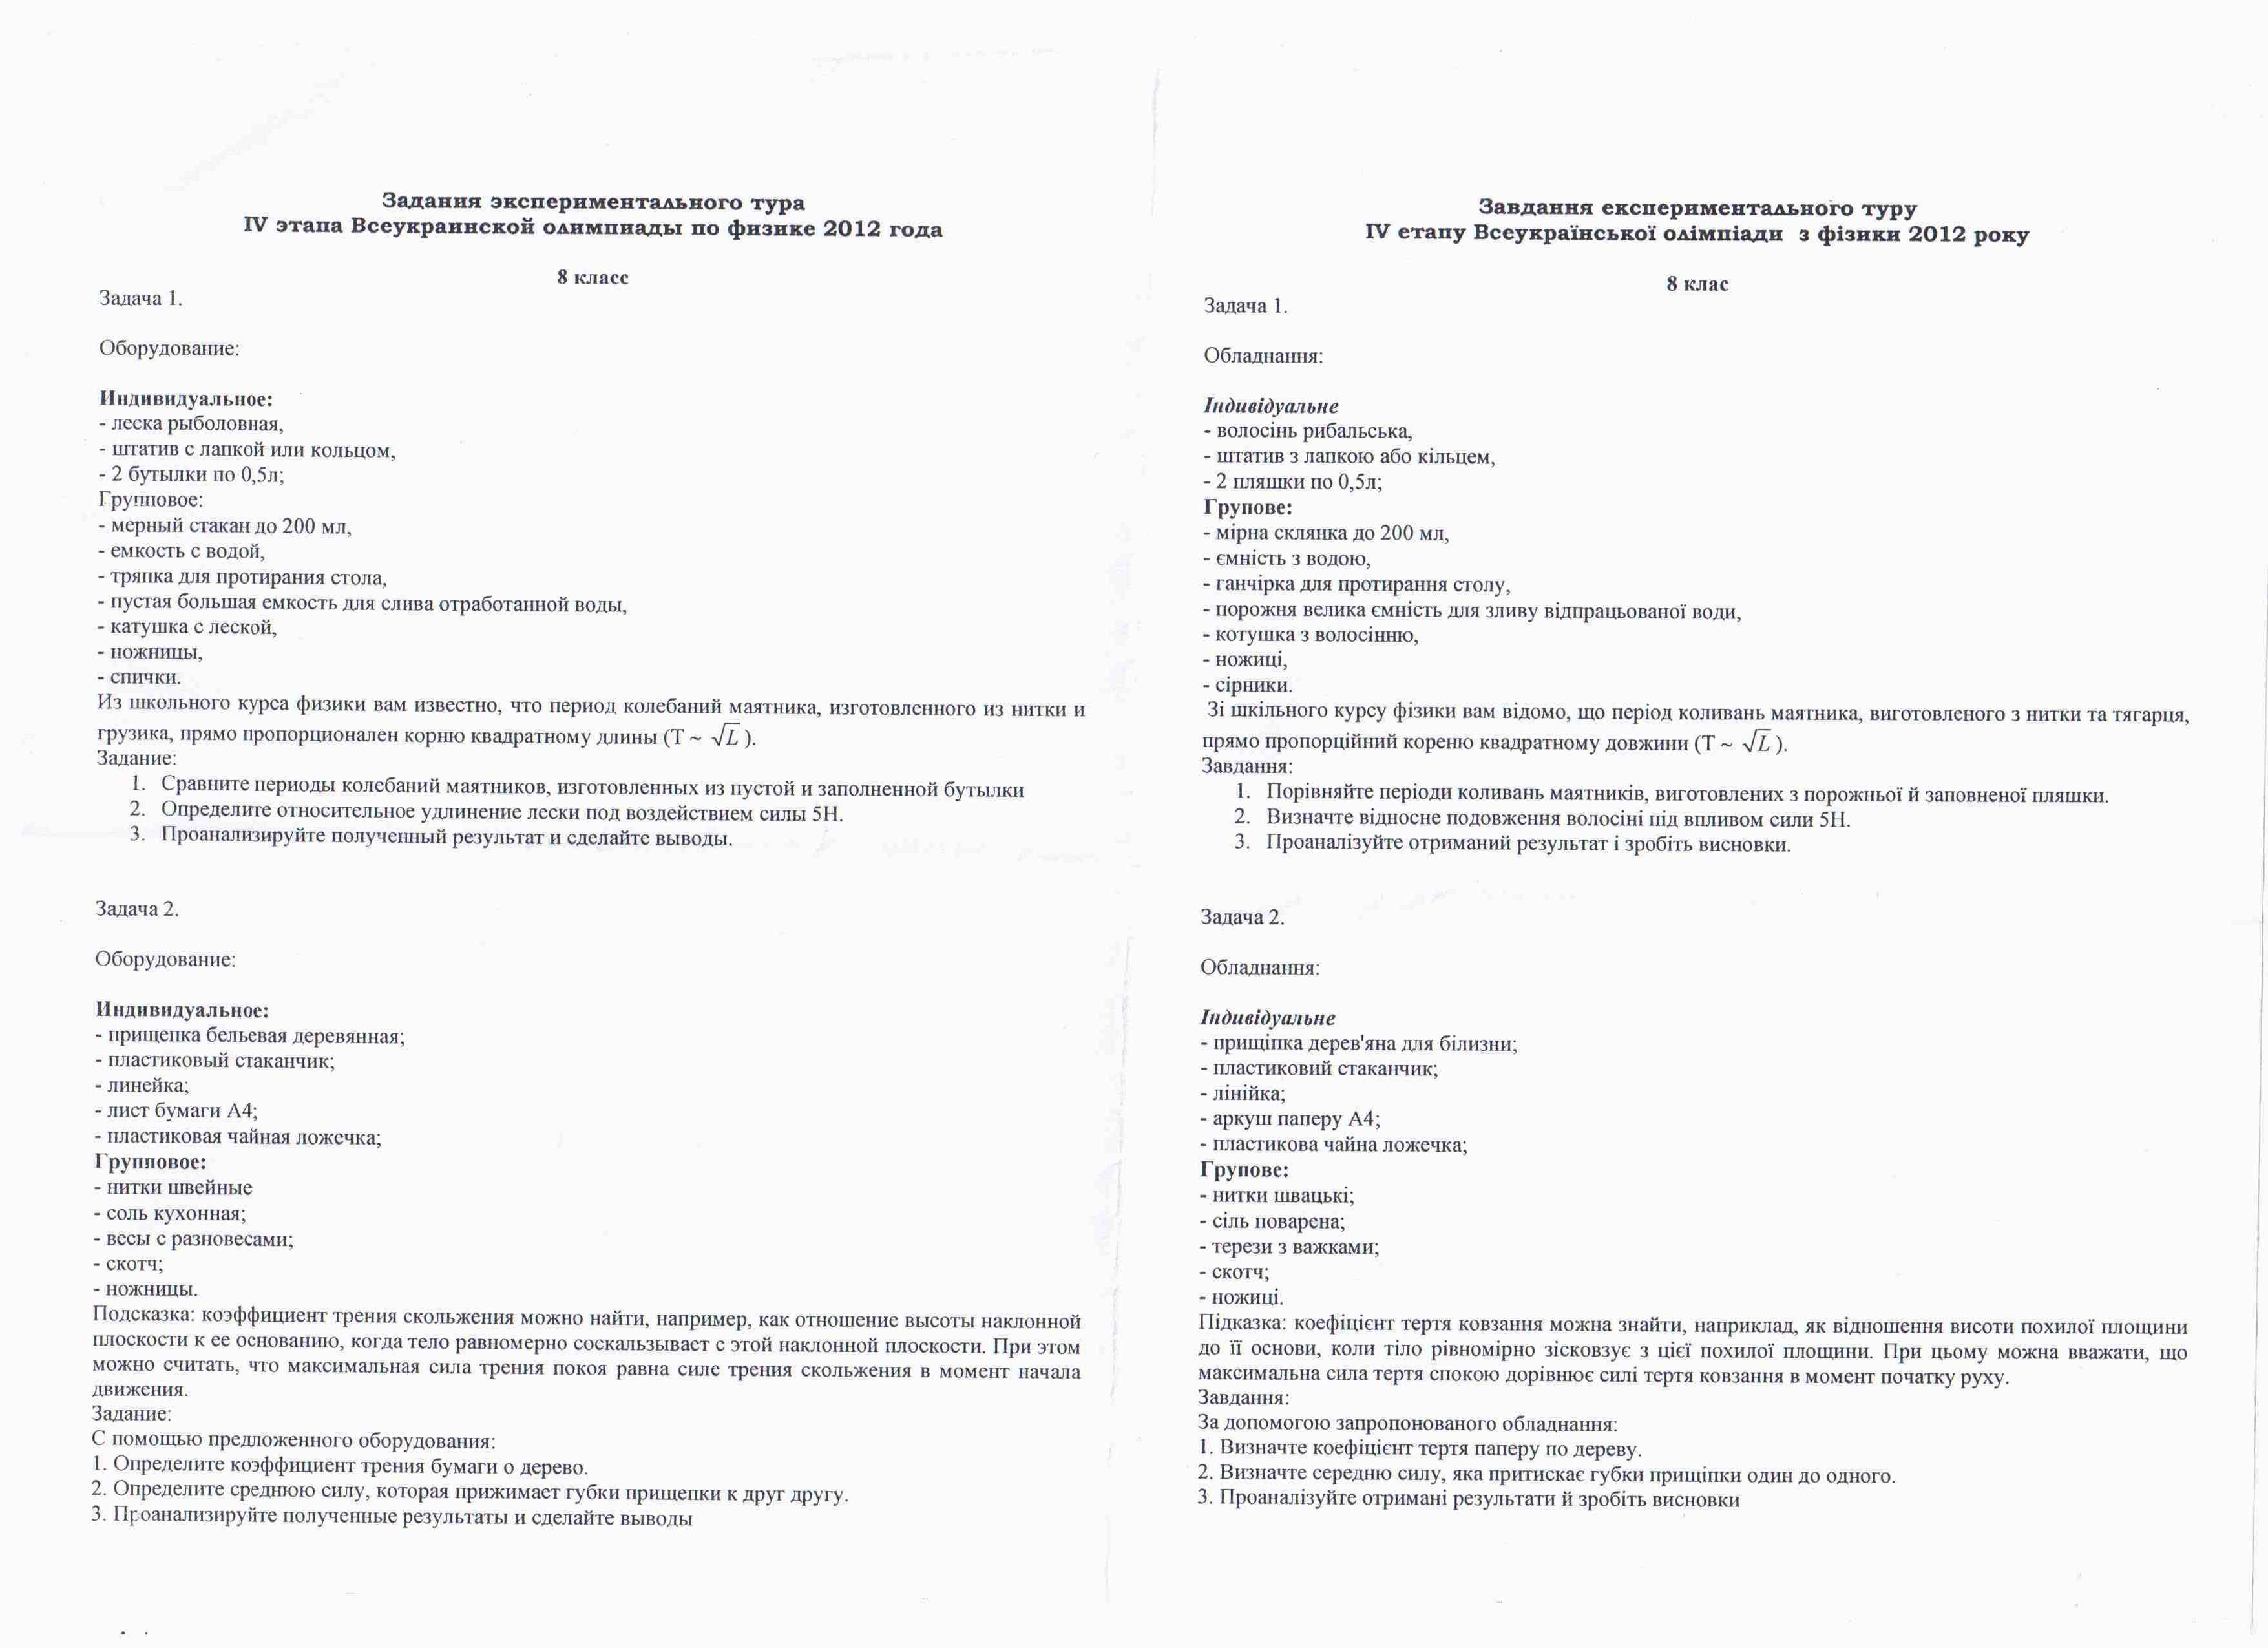 Задания экспериментального тура
IV этапа Всеукраинской олимпиады по физике 2012 года
8 класс
Задача 1.
Оборудование:
Индивидуальное:
- леска рыболовная,
- штатив с лапкой или кольцом,
- 2 бутылки по 0,5л;
Групповое:
- мерный стакан до 200 мл,
- емкость с водой,
- тряпка для протирания стола,
- пустая большая емкость для слива отработанной воды,
- катушка с леской,
- ножницы,
- спички.
Из школьного курса физики вам известно, что период колебаний маятника, изготовленного из нитки и
грузика, прямо пропорционален корню квадратному длины (T ~ √L ).
Задание:
1. Сравните периоды колебаний маятников, изготовленных из пустой и заполненной бутылки
2. Определите относительное удлинение лески под воздействием силы 5Н.
3. Проанализируйте полученный результат и сделайте выводы.
Задача 2.
Оборудование:
Индивидуальное:
- прищепка бельевая деревянная;
- пластиковый стаканчик;
- линейка;
- лист бумаги А4;
- пластиковая чайная ложечка;
Групповое:
- нитки швейные
- соль кухонная;
- весы с разновесами;
- скотч;
- ножницы.
Подсказка: коэффициент трения скольжения можно найти, например, как отношение высоты наклонной
плоскости к ее основанию, когда тело равномерно соскальзывает с этой наклонной плоскости. При этом
можно считать, что максимальная сила трения покоя равна силе трения скольжения в момент начала
движения.
Задание:
С помощью предложенного оборудования:
1. Определите коэффициент трения бумаги о дерево.
2. Определите среднюю силу, которая прижимает губки прищепки к друг другу.
3. Проанализируйте полученные результаты и сделайте выводы
Завдання експериментального туру
IV етапу Всеукраїнської олімпіади з фізики 2012 року
8 клас
Задача 1.
Обладнання:
Індивідуальне
- волосінь рибальська,
- штатив з лапкою або кільцем,
- 2 пляшки по 0,5л;
Групове:
- мірна склянка до 200 мл,
- ємність з водою,
- ганчірка для протирання столу,
- порожня велика ємність для зливу відпрацьованої води,
- котушка з волосінню,
- ножиці,
- сірники.
Зі шкільного курсу фізики вам відомо, що період коливань маятника, виготовленого з нитки та тягарця,
прямо пропорційний кореню квадратному довжини (T ~ √L ).
Завдання:
1. Порівняйте періоди коливань маятників, виготовлених з порожньої й заповненої пляшки.
2. Визначте відносне подовження волосіні під впливом сили 5Н.
3. Проаналізуйте отриманий результат і зробіть висновки.
Задача 2.
Обладнання:
Індивідуальне
- прищіпка дерев'яна для білизни;
- пластиковий стаканчик;
- лінійка;
- аркуш паперу А4;
- пластикова чайна ложечка;
Групове:
- нитки швацькі;
- сіль поварена;
- терези з важками;
- скотч;
- ножиці.
Підказка: коефіцієнт тертя ковзання можна знайти, наприклад, як відношення висоти похилої площини
до її основи, коли тіло рівномірно зісковзує з цієї похилої площини. При цьому можна вважати, що
максимальна сила тертя спокою дорівнює силі тертя ковзання в момент початку руху.
Завдання:
За допомогою запропонованого обладнання:
1. Визначте коефіцієнт тертя паперу по дереву.
2. Визначте середню силу, яка притискає губки прищіпки один до одного.
3. Проаналізуйте отримані результати й зробіть висновки